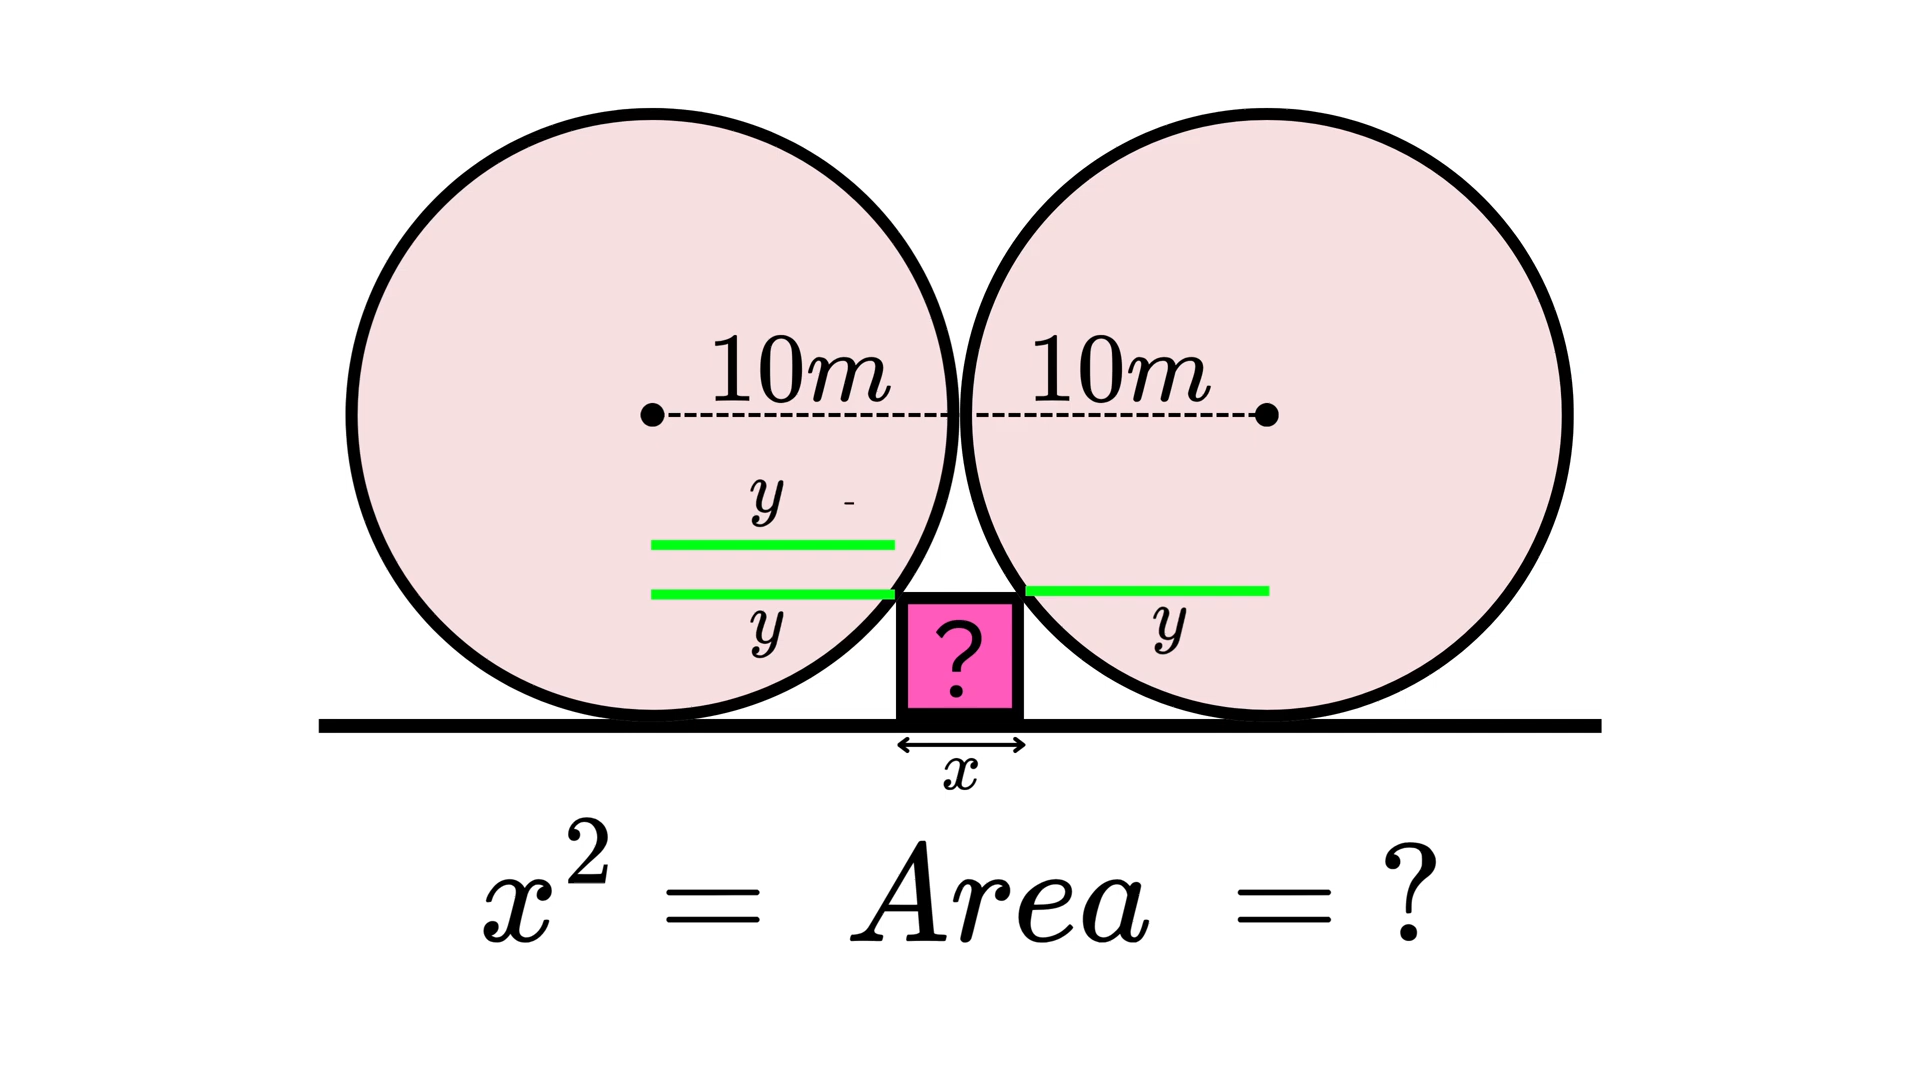 10m 10m
y -
y y
?
x
x² = Area = ?